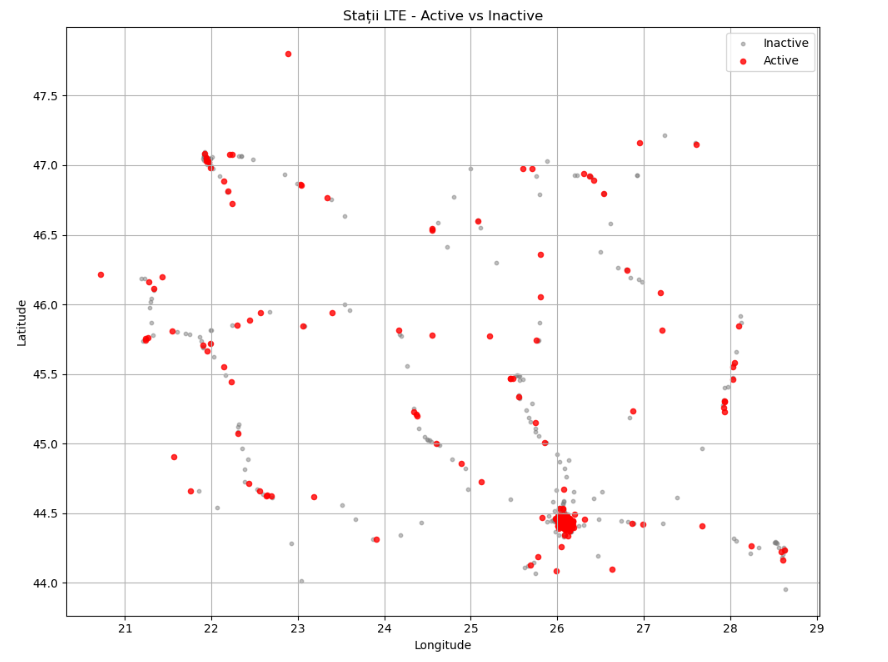 Stații LTE - Active vs Inactive
Inactive
Active
Latitude
47.5
47.0
46.5
46.0
45.5
45.0
44.5
44.0
21 22 23 24 25 26 27 28 29
Longitude